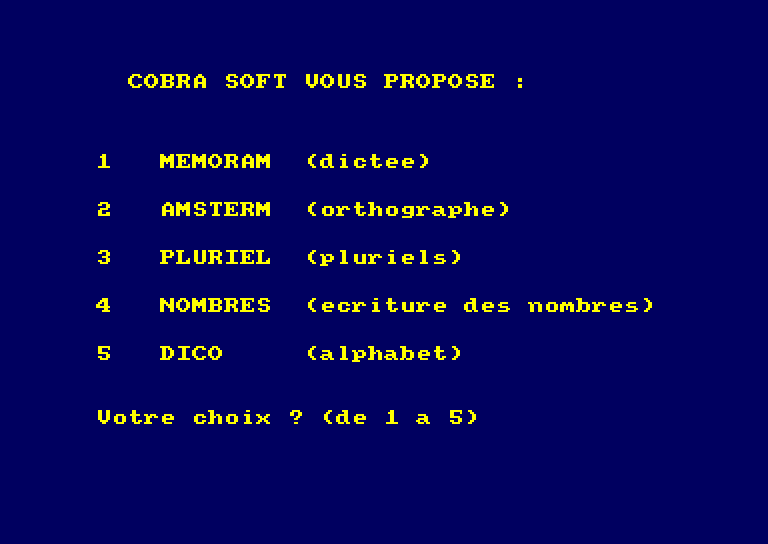 COBRA SOFT VOUS PROPOSE :
1 MEMORAM (dictee)
2 AMSTERM (orthographe)
3 PLURIEL (pluriels)
4 NOMBRES (ecriture des nombres)
5 DICO (alphabet)
Votre choix ? (de 1 a 5)